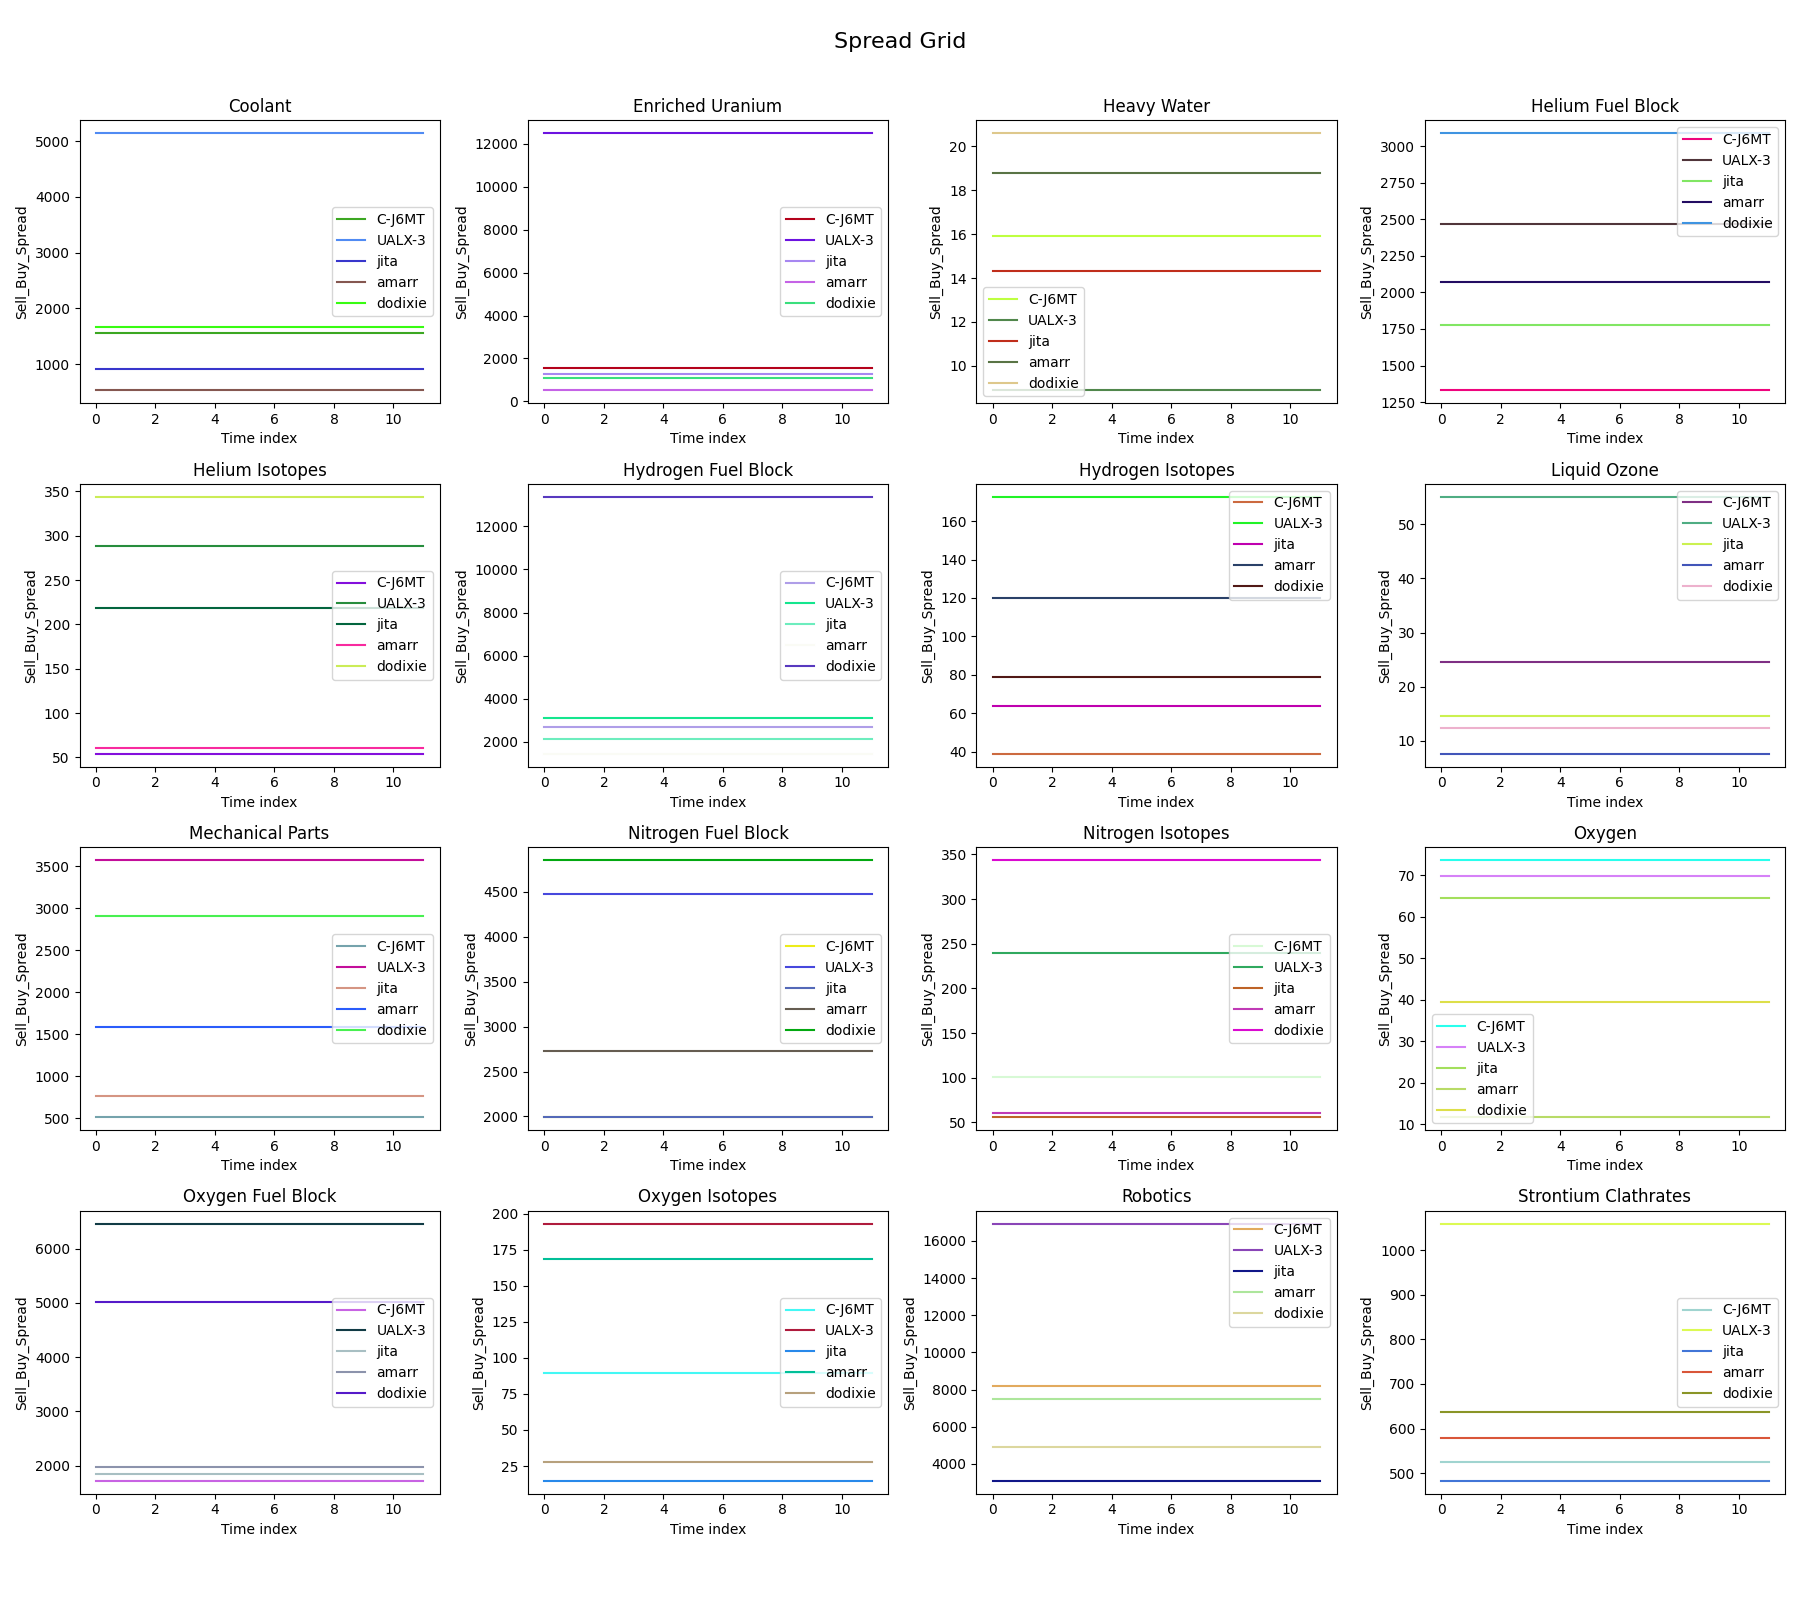 Spread Grid
Coolant
Sell_Buy_Spread
5000
4000
3000
2000
1000
C-J6MT
UALX-3
jita
amarr
dodixie
0 2 4 6 8 10
Time index
Enriched Uranium
Sell_Buy_Spread
12000
10000
8000
6000
4000
2000
0
C-J6MT
UALX-3
jita
amarr
dodixie
0 2 4 6 8 10
Time index
Heavy Water
Sell_Buy_Spread
20
18
16
14
12
10
C-J6MT
UALX-3
jita
amarr
dodixie
0 2 4 6 8 10
Time index
Helium Fuel Block
Sell_Buy_Spread
3000
2750
2500
2250
2000
1750
1500
1250
C-J6MT
UALX-3
jita
amarr
dodixie
0 2 4 6 8 10
Time index
Helium Isotopes
Sell_Buy_Spread
350
300
250
200
150
100
50
C-J6MT
UALX-3
jita
amarr
dodixie
0 2 4 6 8 10
Time index
Hydrogen Fuel Block
Sell_Buy_Spread
12000
10000
8000
6000
4000
2000
C-J6MT
UALX-3
jita
amarr
dodixie
0 2 4 6 8 10
Time index
Hydrogen Isotopes
Sell_Buy_Spread
160
140
120
100
80
60
40
C-J6MT
UALX-3
jita
amarr
dodixie
0 2 4 6 8 10
Time index
Liquid Ozone
Sell_Buy_Spread
50
40
30
20
10
C-J6MT
UALX-3
jita
amarr
dodixie
0 2 4 6 8 10
Time index
Mechanical Parts
Sell_Buy_Spread
3500
3000
2500
2000
1500
1000
500
C-J6MT
UALX-3
jita
amarr
dodixie
0 2 4 6 8 10
Time index
Nitrogen Fuel Block
Sell_Buy_Spread
4500
4000
3500
3000
2500
2000
C-J6MT
UALX-3
jita
amarr
dodixie
0 2 4 6 8 10
Time index
Nitrogen Isotopes
Sell_Buy_Spread
350
300
250
200
150
100
50
C-J6MT
UALX-3
jita
amarr
dodixie
0 2 4 6 8 10
Time index
Oxygen
Sell_Buy_Spread
70
60
50
40
30
20
10
C-J6MT
UALX-3
jita
amarr
dodixie
0 2 4 6 8 10
Time index
Oxygen Fuel Block
Sell_Buy_Spread
6000
5000
4000
3000
2000
C-J6MT
UALX-3
jita
amarr
dodixie
0 2 4 6 8 10
Time index
Oxygen Isotopes
Sell_Buy_Spread
200
175
150
125
100
75
50
25
C-J6MT
UALX-3
jita
amarr
dodixie
0 2 4 6 8 10
Time index
Robotics
Sell_Buy_Spread
16000
14000
12000
10000
8000
6000
4000
C-J6MT
UALX-3
jita
amarr
dodixie
0 2 4 6 8 10
Time index
Strontium Clathrates
Sell_Buy_Spread
1000
900
800
700
600
500
C-J6MT
UALX-3
jita
amarr
dodixie
0 2 4 6 8 10
Time index